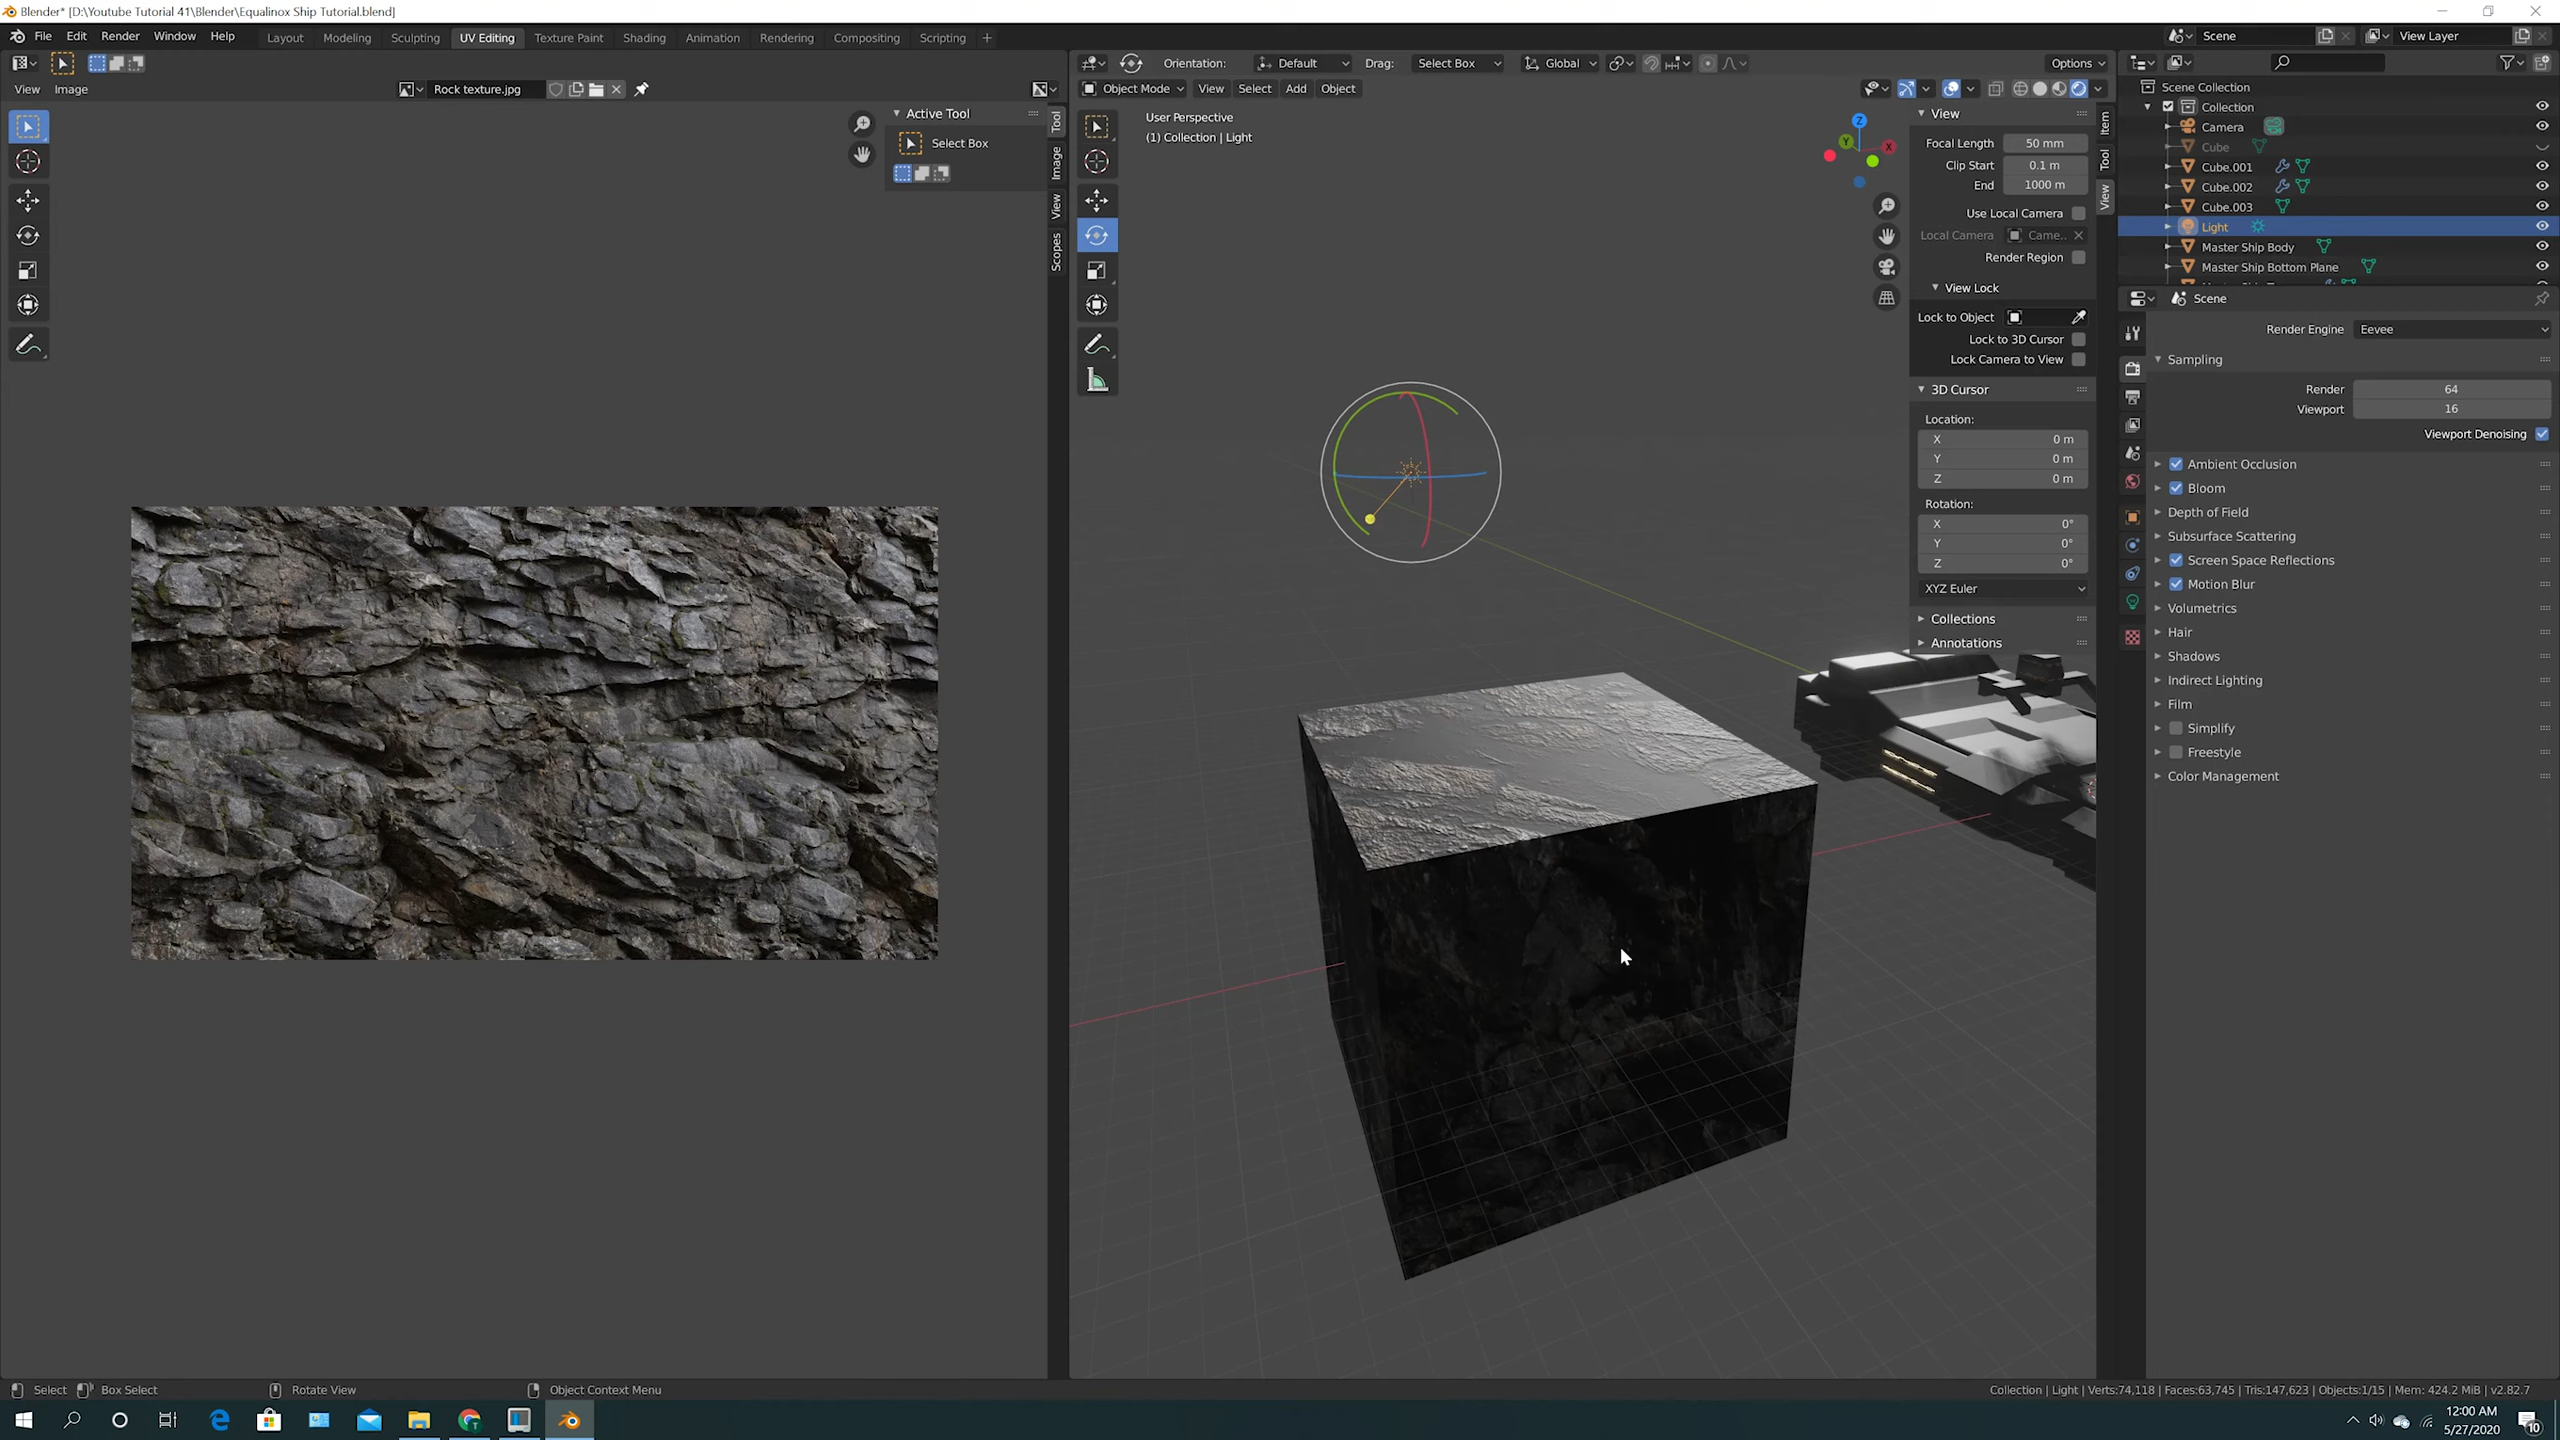 Blender* [D:\Youtube Tutorial 41\Blender\Equalinox Ship Tutorial.blend]
File Edit Render Window Help Layout Modeling Sculpting UV Editing Texture Paint Shading Animation Rendering Compositing Scripting +
Scene View Layer
Orientation: Default Drag: Select Box Global Options
View Image Rock texture.jpg
Object Mode View Select Add Object
Active Tool
Select Box
Tool
Image
View
Scopes
User Perspective
(1) Collection | Light
Z
Y
X
View
Focal Length 50 mm
Clip Start 0.1 m
End 1000 m
Use Local Camera
Local Camera Came..
Render Region
View Lock
Lock to Object
Lock to 3D Cursor
Lock Camera to View
3D Cursor
Location:
X 0 m
Y 0 m
Z 0 m
Rotation:
X 0°
Y 0°
Z 0°
XYZ Euler
Collections
Annotations
Item
Tool
View
Scene Collection
Collection
Camera
Cube
Cube.001
Cube.002
Cube.003
Light
Master Ship Body
Master Ship Bottom Plane
Scene
Render Engine Eevee
Sampling
Render 64
Viewport 16
Viewport Denoising
Ambient Occlusion
Bloom
Depth of Field
Subsurface Scattering
Screen Space Reflections
Motion Blur
Volumetrics
Hair
Shadows
Indirect Lighting
Film
Simplify
Freestyle
Color Management
Select Box Select Rotate View Object Context Menu
Collection | Light | Verts:74,118 | Faces:63,745 | Tris:147,623 | Objects:1/15 | Mem: 424.2 MiB | v2.82.7
12:00 AM
5/27/2020
10